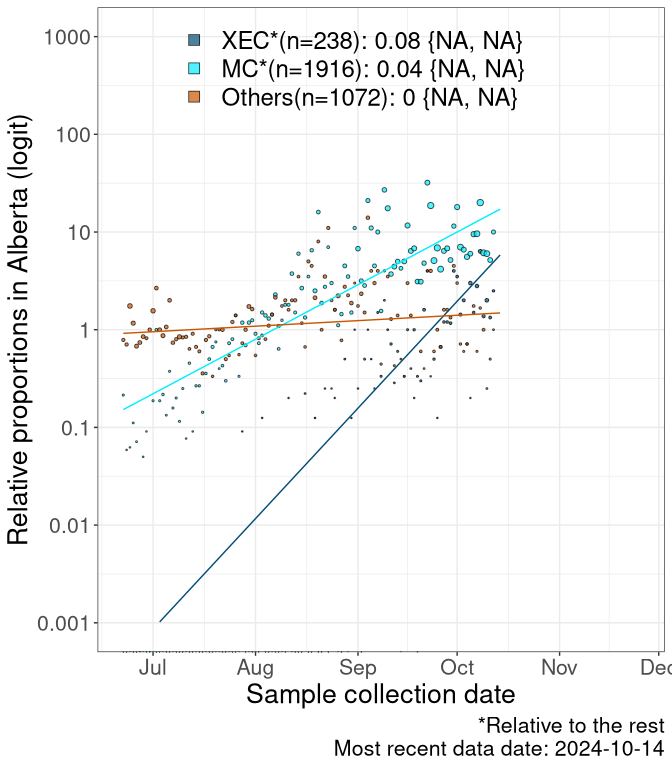 XEC*(n=238): 0.08 {NA, NA}
MC*(n=1916): 0.04 {NA, NA}
Others(n=1072): 0 {NA, NA}
Relative proportions in Alberta (logit)
1000
100
10
1
0.1
0.01
0.001
Jul Aug Sep Oct Nov Dec
Sample collection date
*Relative to the rest
Most recent data date: 2024-10-14